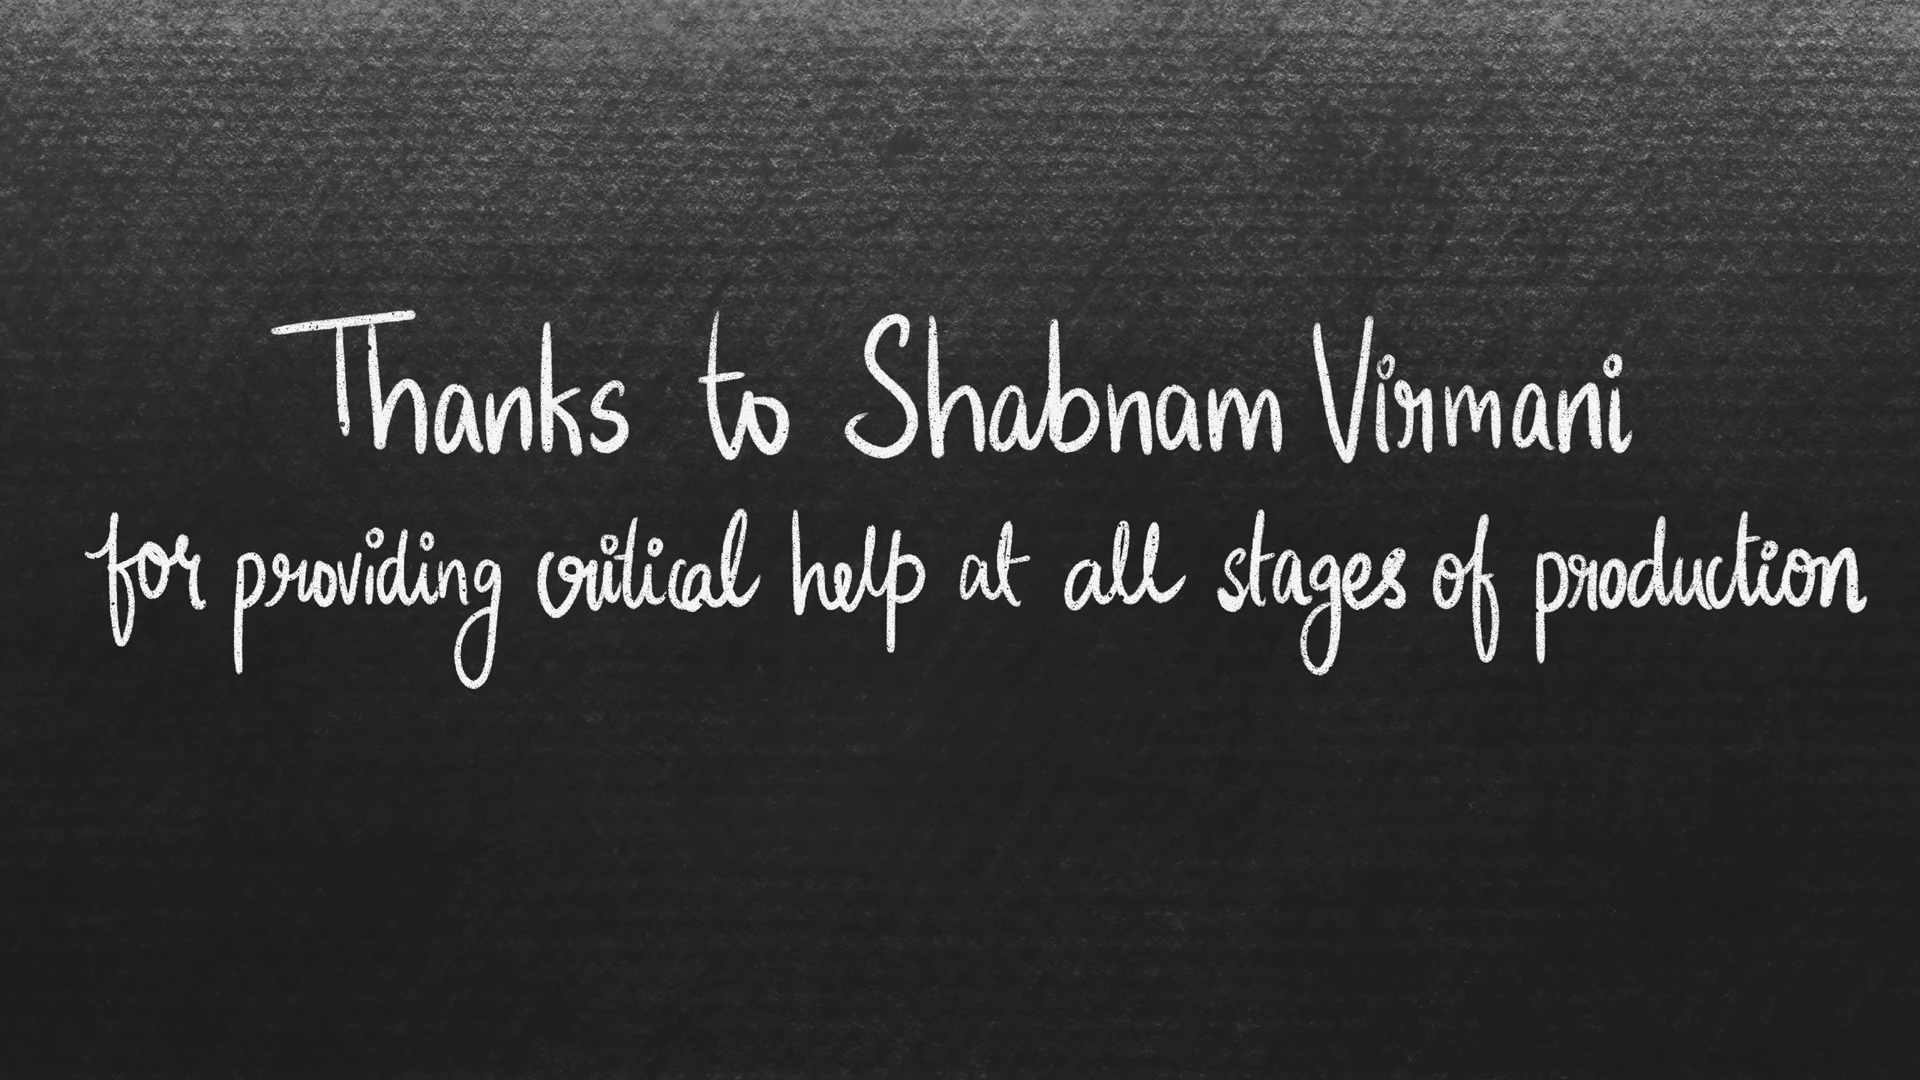 Thanks to Shabnam Virmani
for providing critical help at all stages of production